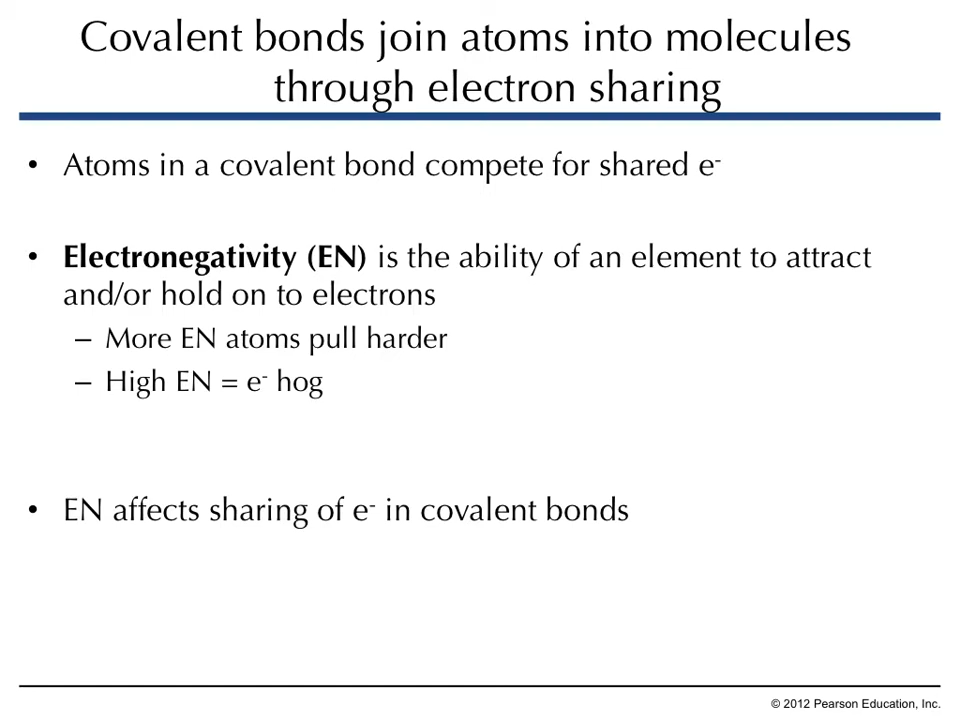 Covalent bonds join atoms into molecules
through electron sharing
• Atoms in a covalent bond compete for shared e⁻
• Electronegativity (EN) is the ability of an element to attract
and/or hold on to electrons
– More EN atoms pull harder
– High EN = e⁻ hog
• EN affects sharing of e⁻ in covalent bonds
© 2012 Pearson Education, Inc.